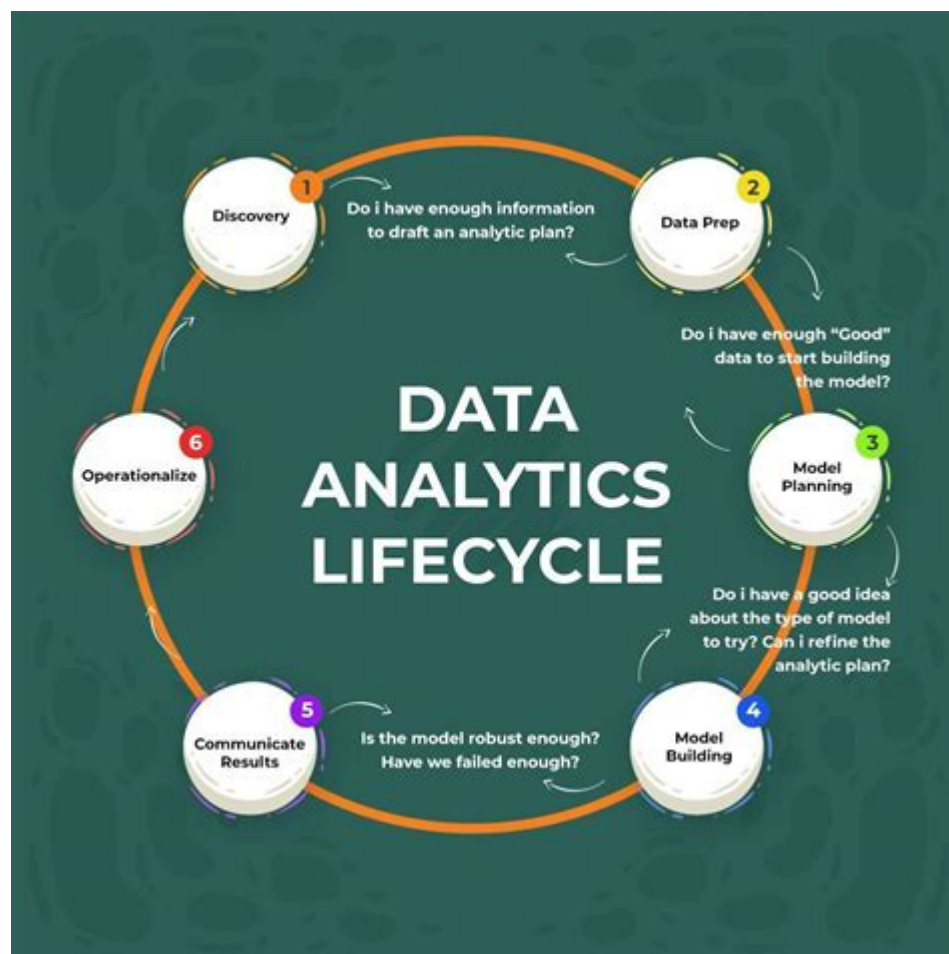 1
Discovery
Do i have enough information
to draft an analytic plan?
2
Data Prep
Do i have enough “Good”
data to start building
the model?
DATA
ANALYTICS
LIFECYCLE
6
Operationalize
3
Model
Planning
Do i have a good idea
about the type of model
to try? Can i refine the
analytic plan?
5
Communicate
Results
Is the model robust enough?
Have we failed enough?
4
Model
Building